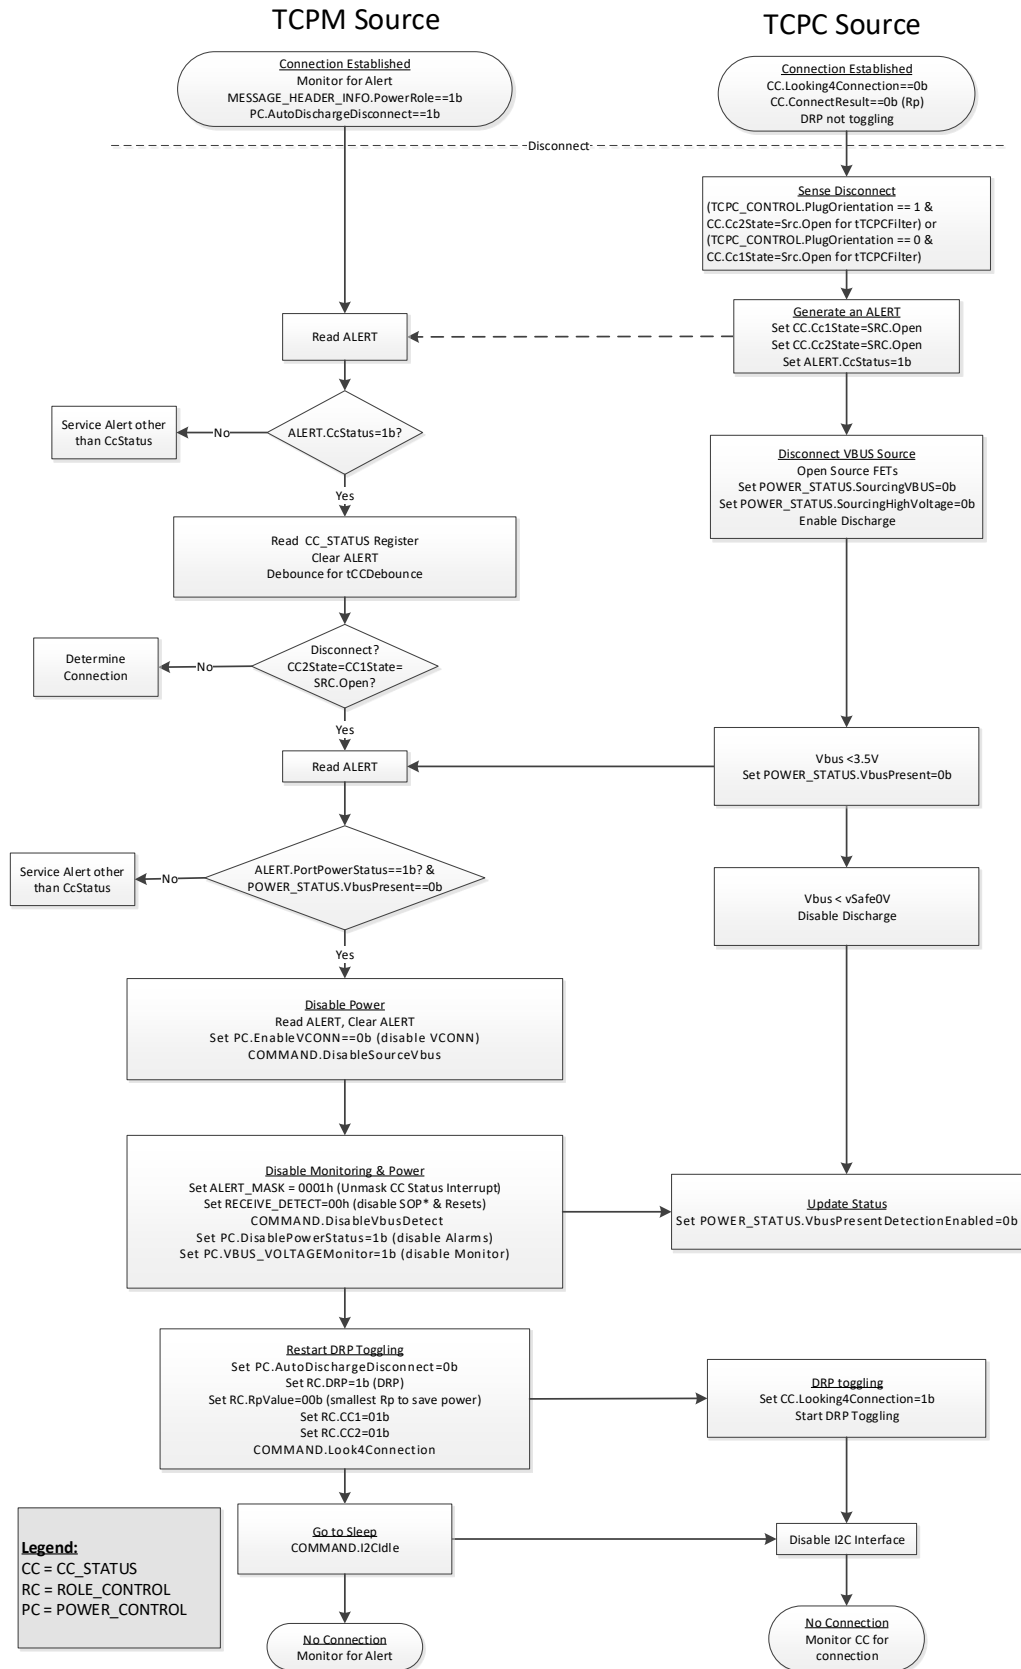 TCPM Source
TCPC Source
Connection Established
Monitor for Alert
MESSAGE_HEADER_INFO.PowerRole==1b
PC.AutoDischargeDisconnect==1b
Connection Established
CC.Looking4Connection==0b
CC.ConnectResult==0b (Rp)
DRP not toggling
Disconnect
Sense Disconnect
(TCPC_CONTROL.PlugOrientation == 1 &
CC.Cc2State=Src.Open for tTCPCFilter) or
(TCPC_CONTROL.PlugOrientation == 0 &
CC.Cc1State=Src.Open for tTCPCFilter)
Read ALERT
Generate an ALERT
Set CC.Cc1State=SRC.Open
Set CC.Cc2State=SRC.Open
Set ALERT.CcStatus=1b
Service Alert other
than CcStatus
No
ALERT.CcStatus=1b?
Yes
Disconnect VBUS Source
Open Source FETs
Set POWER_STATUS.SourcingVBUS=0b
Set POWER_STATUS.SourcingHighVoltage=0b
Enable Discharge
Read  CC_STATUS Register
Clear ALERT
Debounce for tCCDebounce
Determine
Connection
No
Disconnect?
CC2State=CC1State=
SRC.Open?
Yes
Read ALERT
Vbus <3.5V
Set POWER_STATUS.VbusPresent=0b
Service Alert other
than CcStatus
No
ALERT.PortPowerStatus==1b? &
POWER_STATUS.VbusPresent==0b
Yes
Vbus < vSafe0V
Disable Discharge
Disable Power
Read ALERT, Clear ALERT
Set PC.EnableVCONN==0b (disable VCONN)
COMMAND.DisableSourceVbus
Disable Monitoring & Power
Set ALERT_MASK = 0001h (Unmask CC Status Interrupt)
Set RECEIVE_DETECT=00h (disable SOP* & Resets)
COMMAND.DisableVbusDetect
Set PC.DisablePowerStatus=1b (disable Alarms)
Set PC.VBUS_VOLTAGEMonitor=1b (disable Monitor)
Update Status
Set POWER_STATUS.VbusPresentDetectionEnabled=0b
Restart DRP Toggling
Set PC.AutoDischargeDisconnect=0b
Set RC.DRP=1b (DRP)
Set RC.RpValue=00b (smallest Rp to save power)
Set RC.CC1=01b
Set RC.CC2=01b
COMMAND.Look4Connection
DRP toggling
Set CC.Looking4Connection=1b
Start DRP Toggling
Go to Sleep
COMMAND.I2CIdle
Disable I2C Interface
Legend:
CC = CC_STATUS
RC = ROLE_CONTROL
PC = POWER_CONTROL
No Connection
Monitor for Alert
No Connection
Monitor CC for
connection